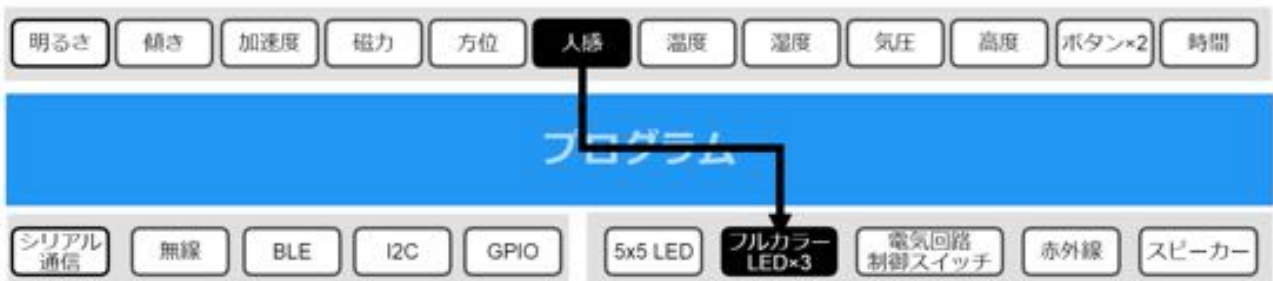 明るさ
傾き
加速度
磁力
方位
人感
温度
湿度
気圧
高度
ボタン×2
時間
プログラム
シリアル
通信
無線
BLE
I2C
GPIO
5x5 LED
フルカラー
LED×3
電気回路
制御スイッチ
赤外線
スピーカー